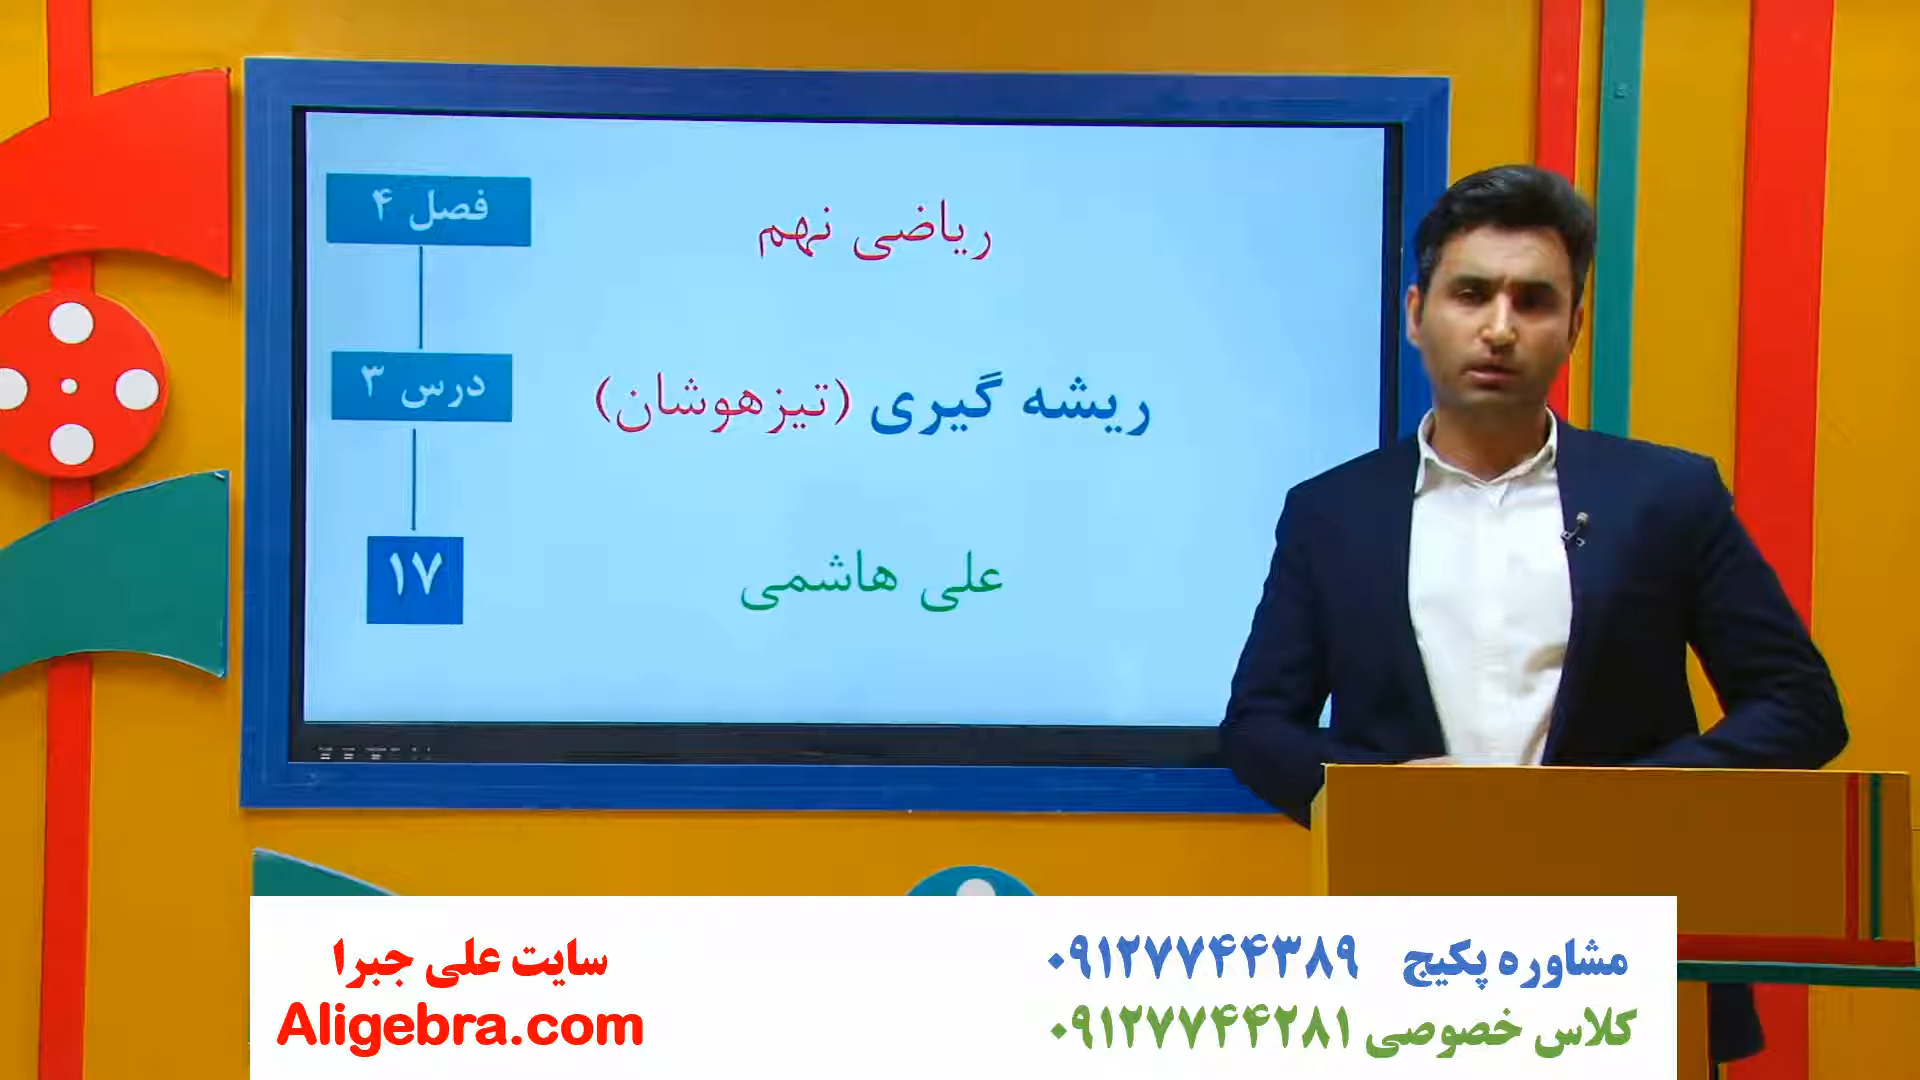 ریاضی نهم
ریشه گیری (تیزهوشان)
علی هاشمی
فصل ۴
درس ۳
۱۷
مشاوره پکیج ۰۹۱۲۷۷۴۴۳۸۹
کلاس خصوصی ۰۹۱۲۷۷۴۴۲۸۱
سایت علی جبرا
Aligebra.com